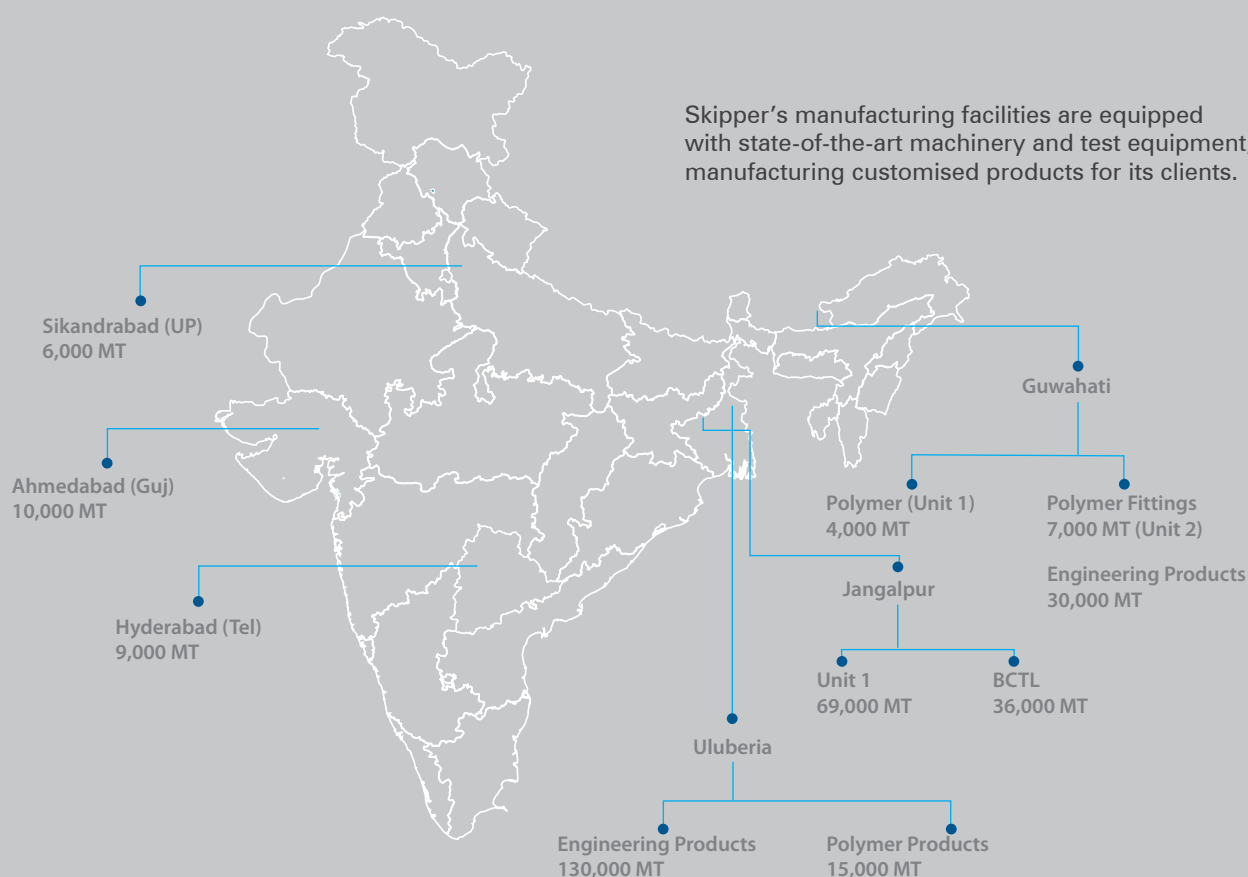 Skipper’s manufacturing facilities are equipped
with state-of-the-art machinery and test equipment,
manufacturing customised products for its clients.
Sikandrabad (UP)
6,000 MT
Ahmedabad (Guj)
10,000 MT
Hyderabad (Tel)
9,000 MT
Guwahati
Polymer (Unit 1)
4,000 MT
Polymer Fittings
7,000 MT (Unit 2)
Engineering Products
30,000 MT
Jangalpur
Unit 1
69,000 MT
BCTL
36,000 MT
Uluberia
Engineering Products
130,000 MT
Polymer Products
15,000 MT